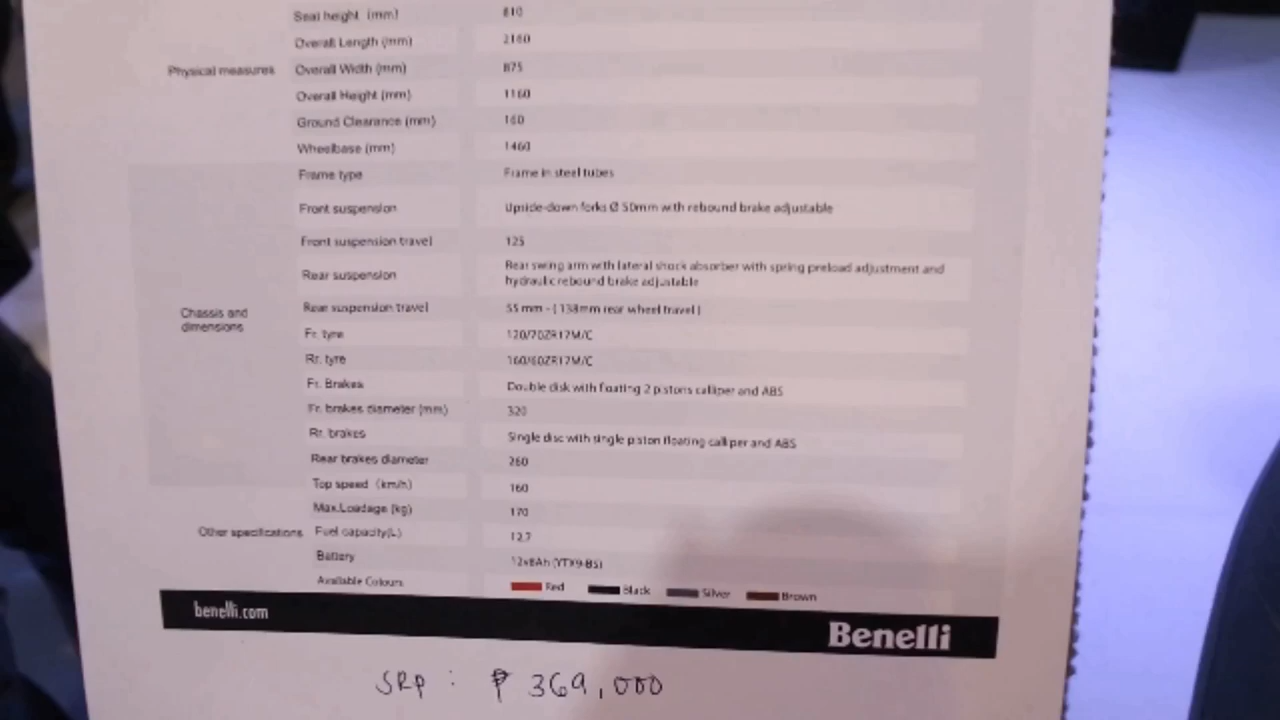 Seat height (mm) 810
Overall Length (mm) 2160
Physical measures Overall Width (mm) 875
Overall Height (mm) 1160
Ground Clearance (mm) 160
Wheelbase (mm) 1460
Frame type Frame in steel tubes
Front suspension Upside-down forks Ø 50mm with rebound brake adjustable
Front suspension travel 125
Rear suspension Rear swing arm with lateral shock absorber with spring preload adjustment and
hydraulic rebound brake adjustable
Rear suspension travel 55 mm - ( 138mm rear wheel travel )
Chassis and
dimensions
Fr. tyre 120/70ZR17M/C
Rr. tyre 160/60ZR17M/C
Fr. Brakes Double disk with floating 2 pistons calliper and ABS
Fr. brakes diameter (mm) 320
Rr. brakes Single disc with single piston floating calliper and ABS
Rear brakes diameter 260
Top speed (km/h) 160
Max.Loadage (kg) 170
Other specifications Fuel capacity(L) 12.7
Battery 12v8Ah (YTX9-BS)
Available Colours Red Black Silver Brown
benelli.com Benelli
SRP : ₱ 369,000